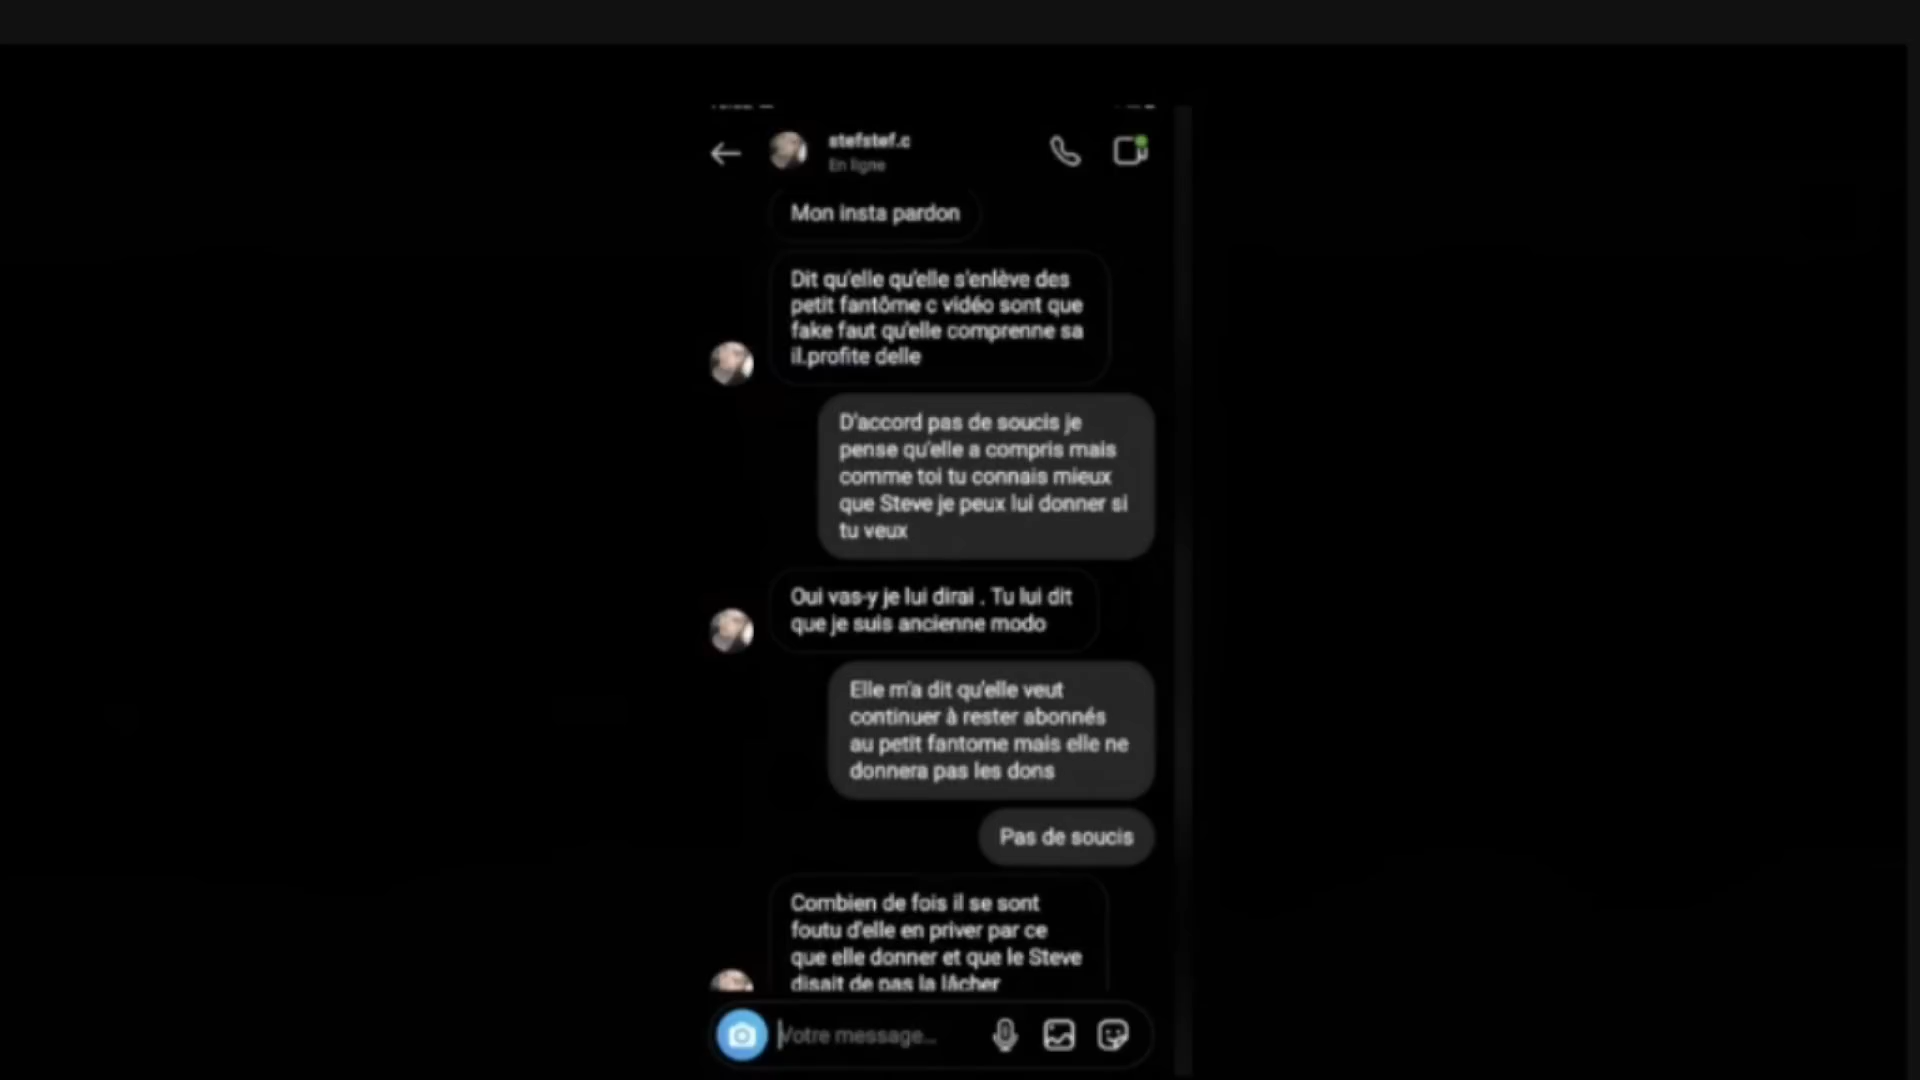 stefstef.c
En ligne
Mon insta pardon
Dit qu'elle qu'elle s'enlève des
petit fantôme c vidéo sont que
fake faut qu'elle comprenne sa
il.profite delle
D'accord pas de soucis je
pense qu'elle a compris mais
comme toi tu connais mieux
que Steve je peux lui donner si
tu veux
Oui vas-y je lui dirai . Tu lui dit
que je suis ancienne modo
Elle m'a dit qu'elle veut
continuer à rester abonnés
au petit fantome mais elle ne
donnera pas les dons
Pas de soucis
Combien de fois il se sont
foutu d'elle en priver par ce
que elle donner et que le Steve
disait de pas la lâcher
Votre message...